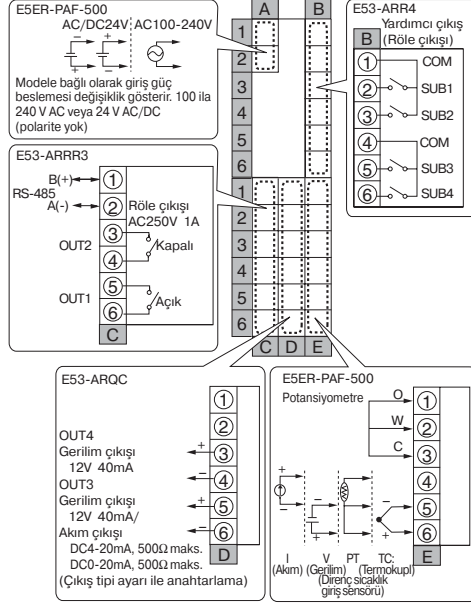 E5ER-PAF-500
AC/DC24V AC100-240V
Modele bağlı olarak giriş güç
beslemesi değişiklik gösterir. 100 ila
240 V AC veya 24 V AC/DC
(polarite yok)
A
B
1
2
3
4
5
6
1
2
3
4
5
6
C D E
E53-ARR4
Yardımcı çıkış
(Röle çıkışı)
B
1 COM
2 SUB1
3 SUB2
4 COM
5 SUB3
6 SUB4
E53-ARRR3
B(+) 1
RS-485
A(-) 2 Röle çıkışı
AC250V 1A
3
OUT2 Kapalı
4
5
OUT1 Açık
6
C
E53-ARQC
1
2
OUT4
Gerilim çıkışı + 3
12V 40mA
− 4
OUT3
Gerilim çıkışı + 5
12V 40mA/
Akım çıkışı − 6
DC4-20mA, 500Ω maks.
D
DC0-20mA, 500Ω maks.
(Çıkış tipi ayarı ile anahtarlama)
E5ER-PAF-500
Potansiyometre O 1
W 2
C 3
4
5
6
E
I V PT TC:
(Akım) (Gerilim) (Termokupl)
(Direnç sıcaklık
giriş sensörü)